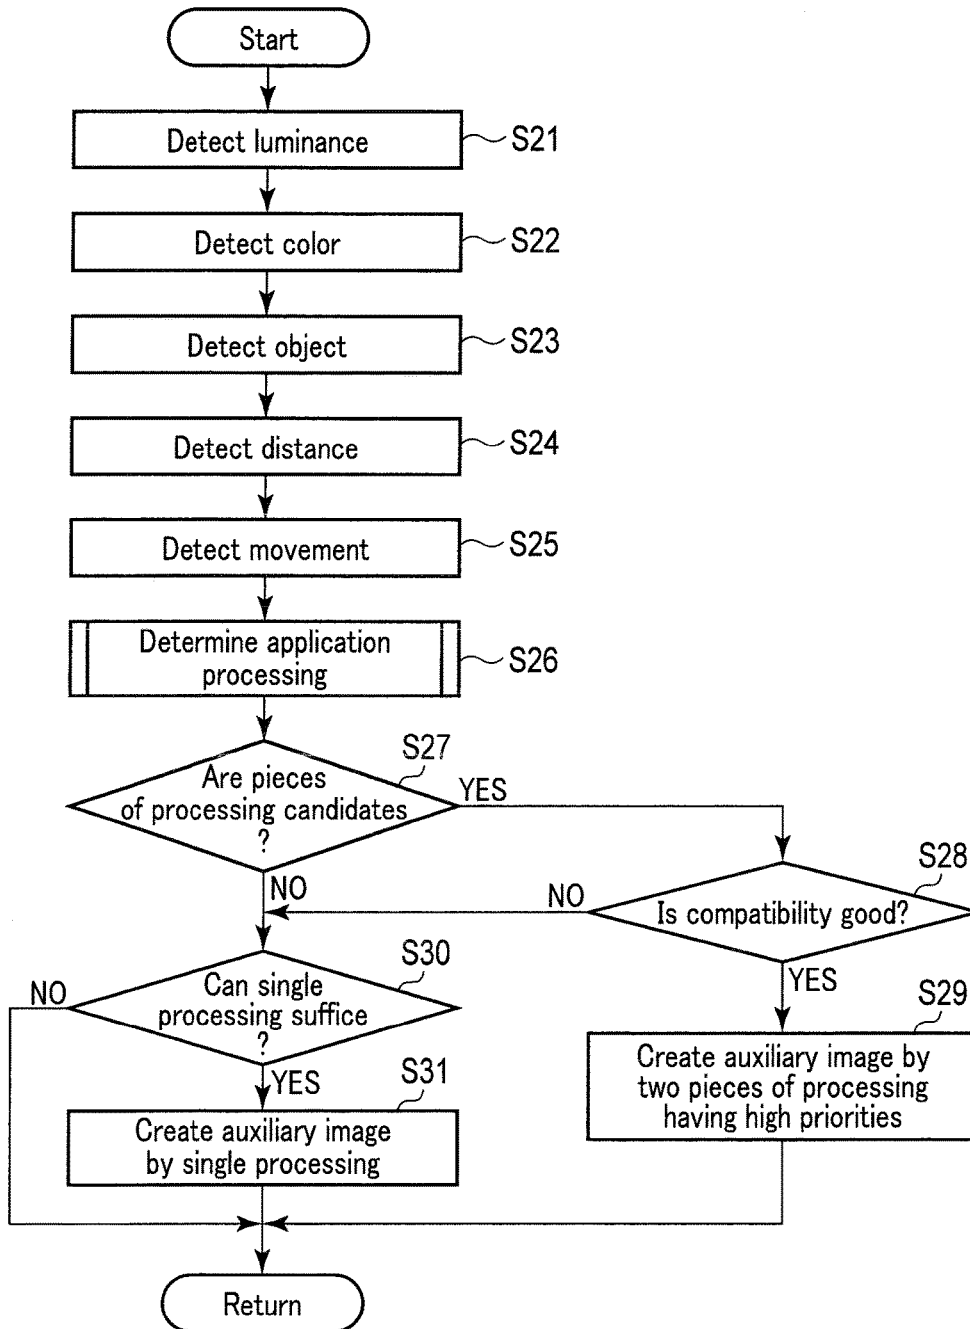 Start
Detect luminance
S21
Detect color
S22
Detect object
S23
Detect distance
S24
Detect movement
S25
Determine application
processing
S26
S27
Are pieces
of processing candidates
?
YES
NO
S28
Is compatibility good?
NO
YES
S30
Can single
processing suffice
?
NO
YES
S29
Create auxiliary image by
two pieces of processing
having high priorities
S31
Create auxiliary image
by single processing
Return